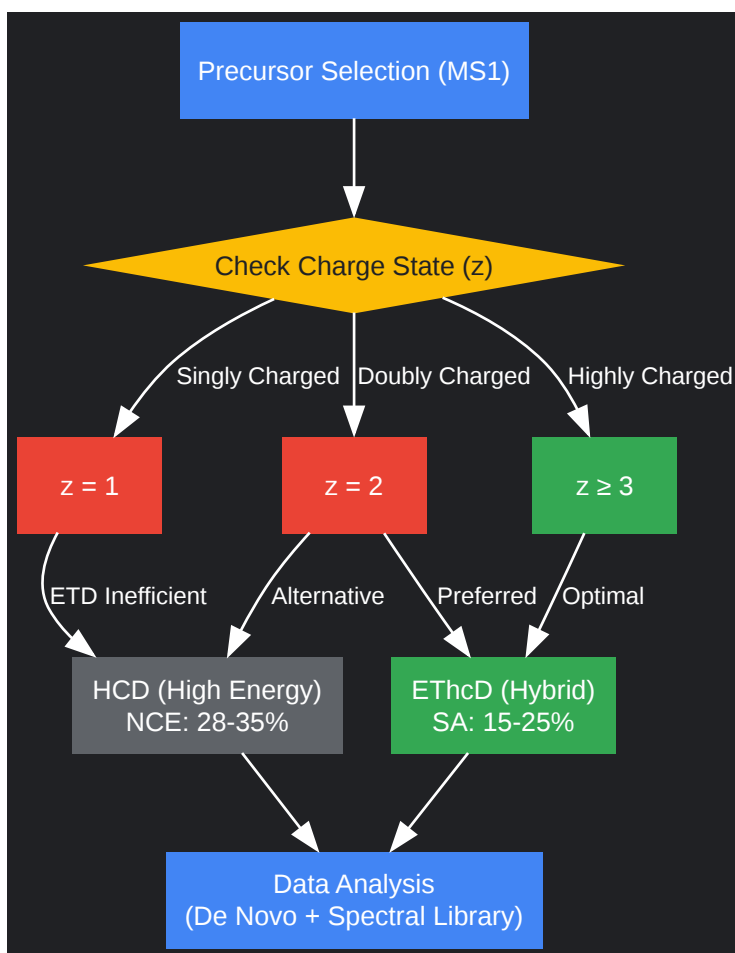 Precursor Selection (MS1)
Check Charge State (z)
Singly Charged
Doubly Charged
Highly Charged
z = 1
z = 2
z ≥ 3
ETD Inefficient
Alternative
Preferred
Optimal
HCD (High Energy)
NCE: 28-35%
EThcD (Hybrid)
SA: 15-25%
Data Analysis
(De Novo + Spectral Library)